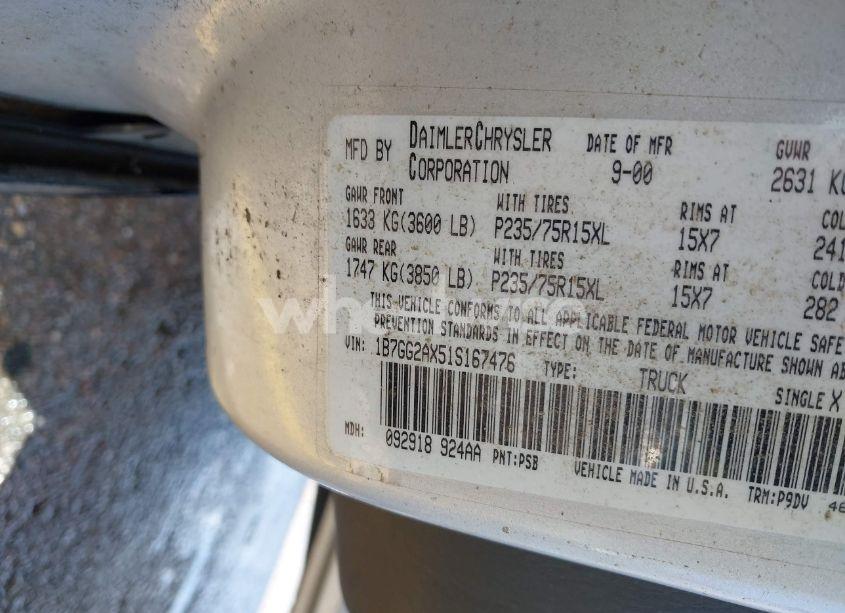 MFD BY DAIMLERCHRYSLER CORPORATION DATE OF MFR 9-00 GVWR 2631 KG
GAWR FRONT WITH TIRES RIMS AT COL
1633 KG(3600 LB) P235/75R15XL 15X7 241
GAWR REAR WITH TIRES RIMS AT COLD
1747 KG(3850 LB) P235/75R15XL 15X7 282
THIS VEHICLE CONFORMS TO ALL APPLICABLE FEDERAL MOTOR VEHICLE SAFE
PREVENTION STANDARDS IN EFFECT ON THE DATE OF MANUFACTURE SHOWN AB
VIN: 1B7GG2AX51S167476 TYPE: TRUCK SINGLE X
MDH: 092918 924AA PNT:PSB VEHICLE MADE IN U.S.A. TRM:P9DV 46